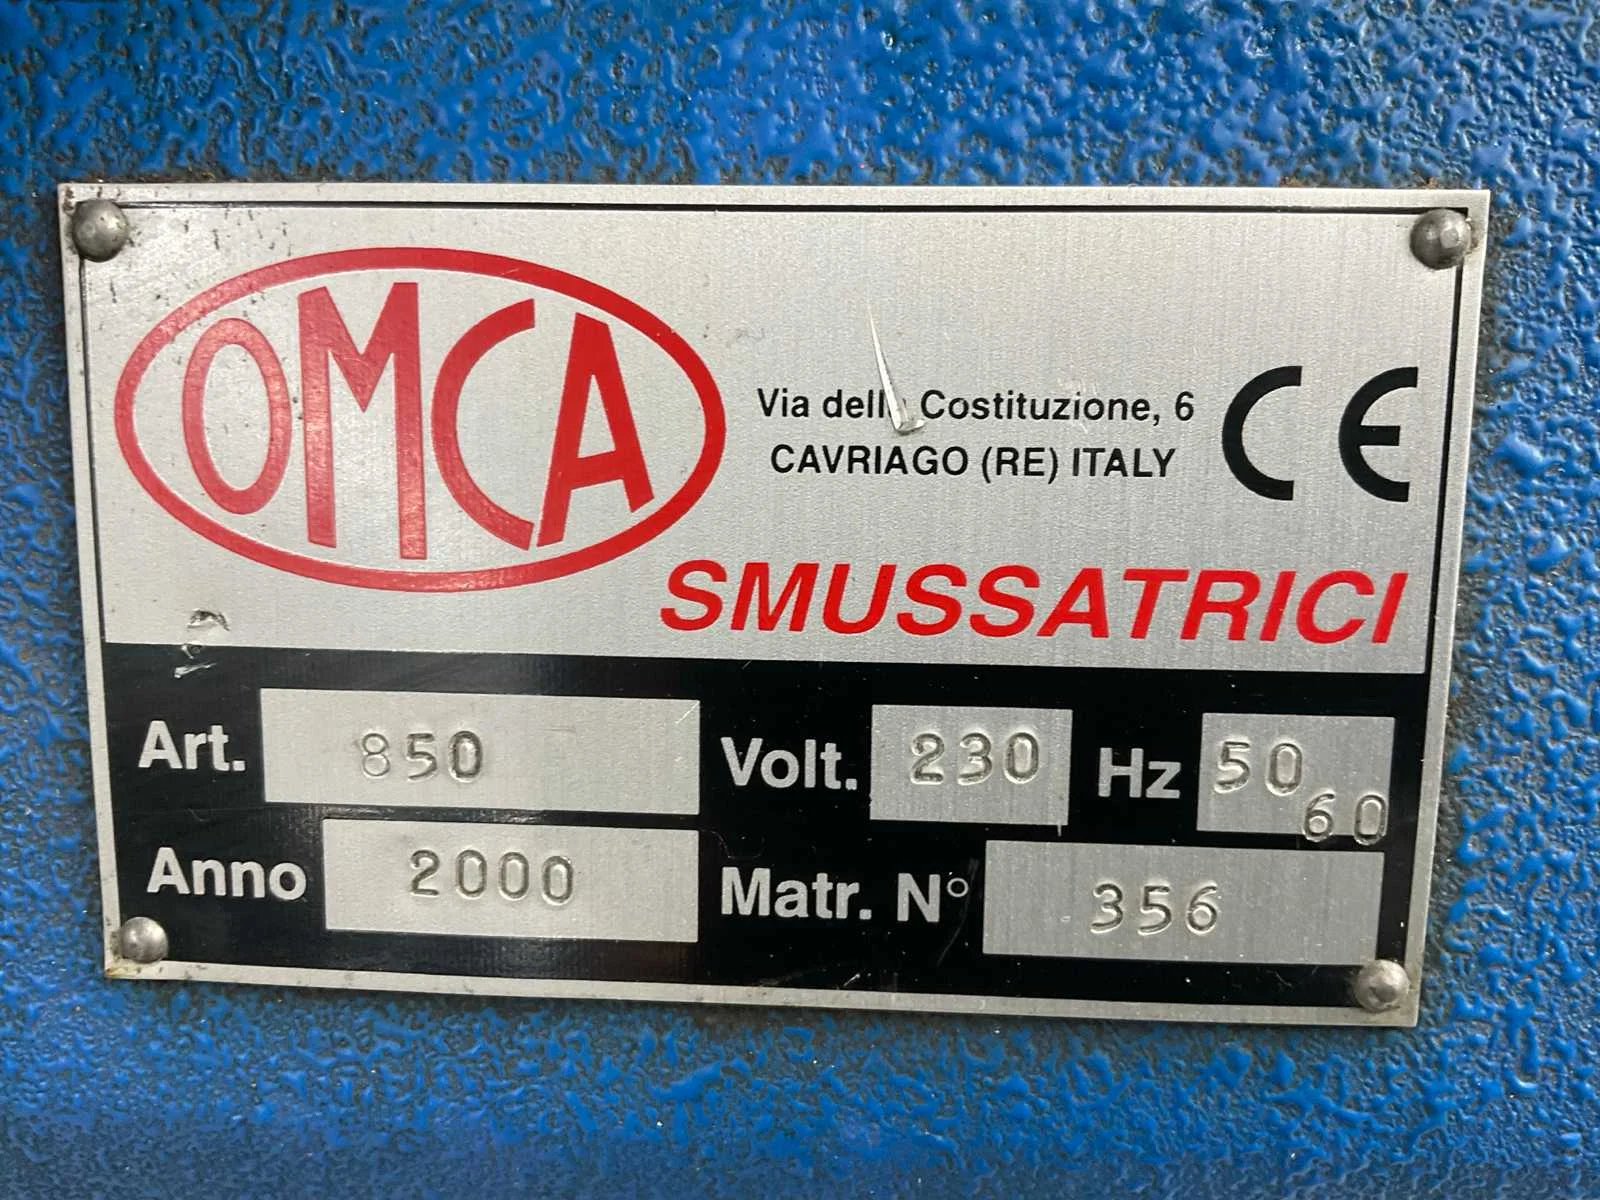 OMCA
Via della Costituzione, 6
CAVRIAGO (RE) ITALY
CE
SMUSSATRICI
Art. 850 Volt. 230 Hz 50 60
Anno 2000 Matr. N° 356